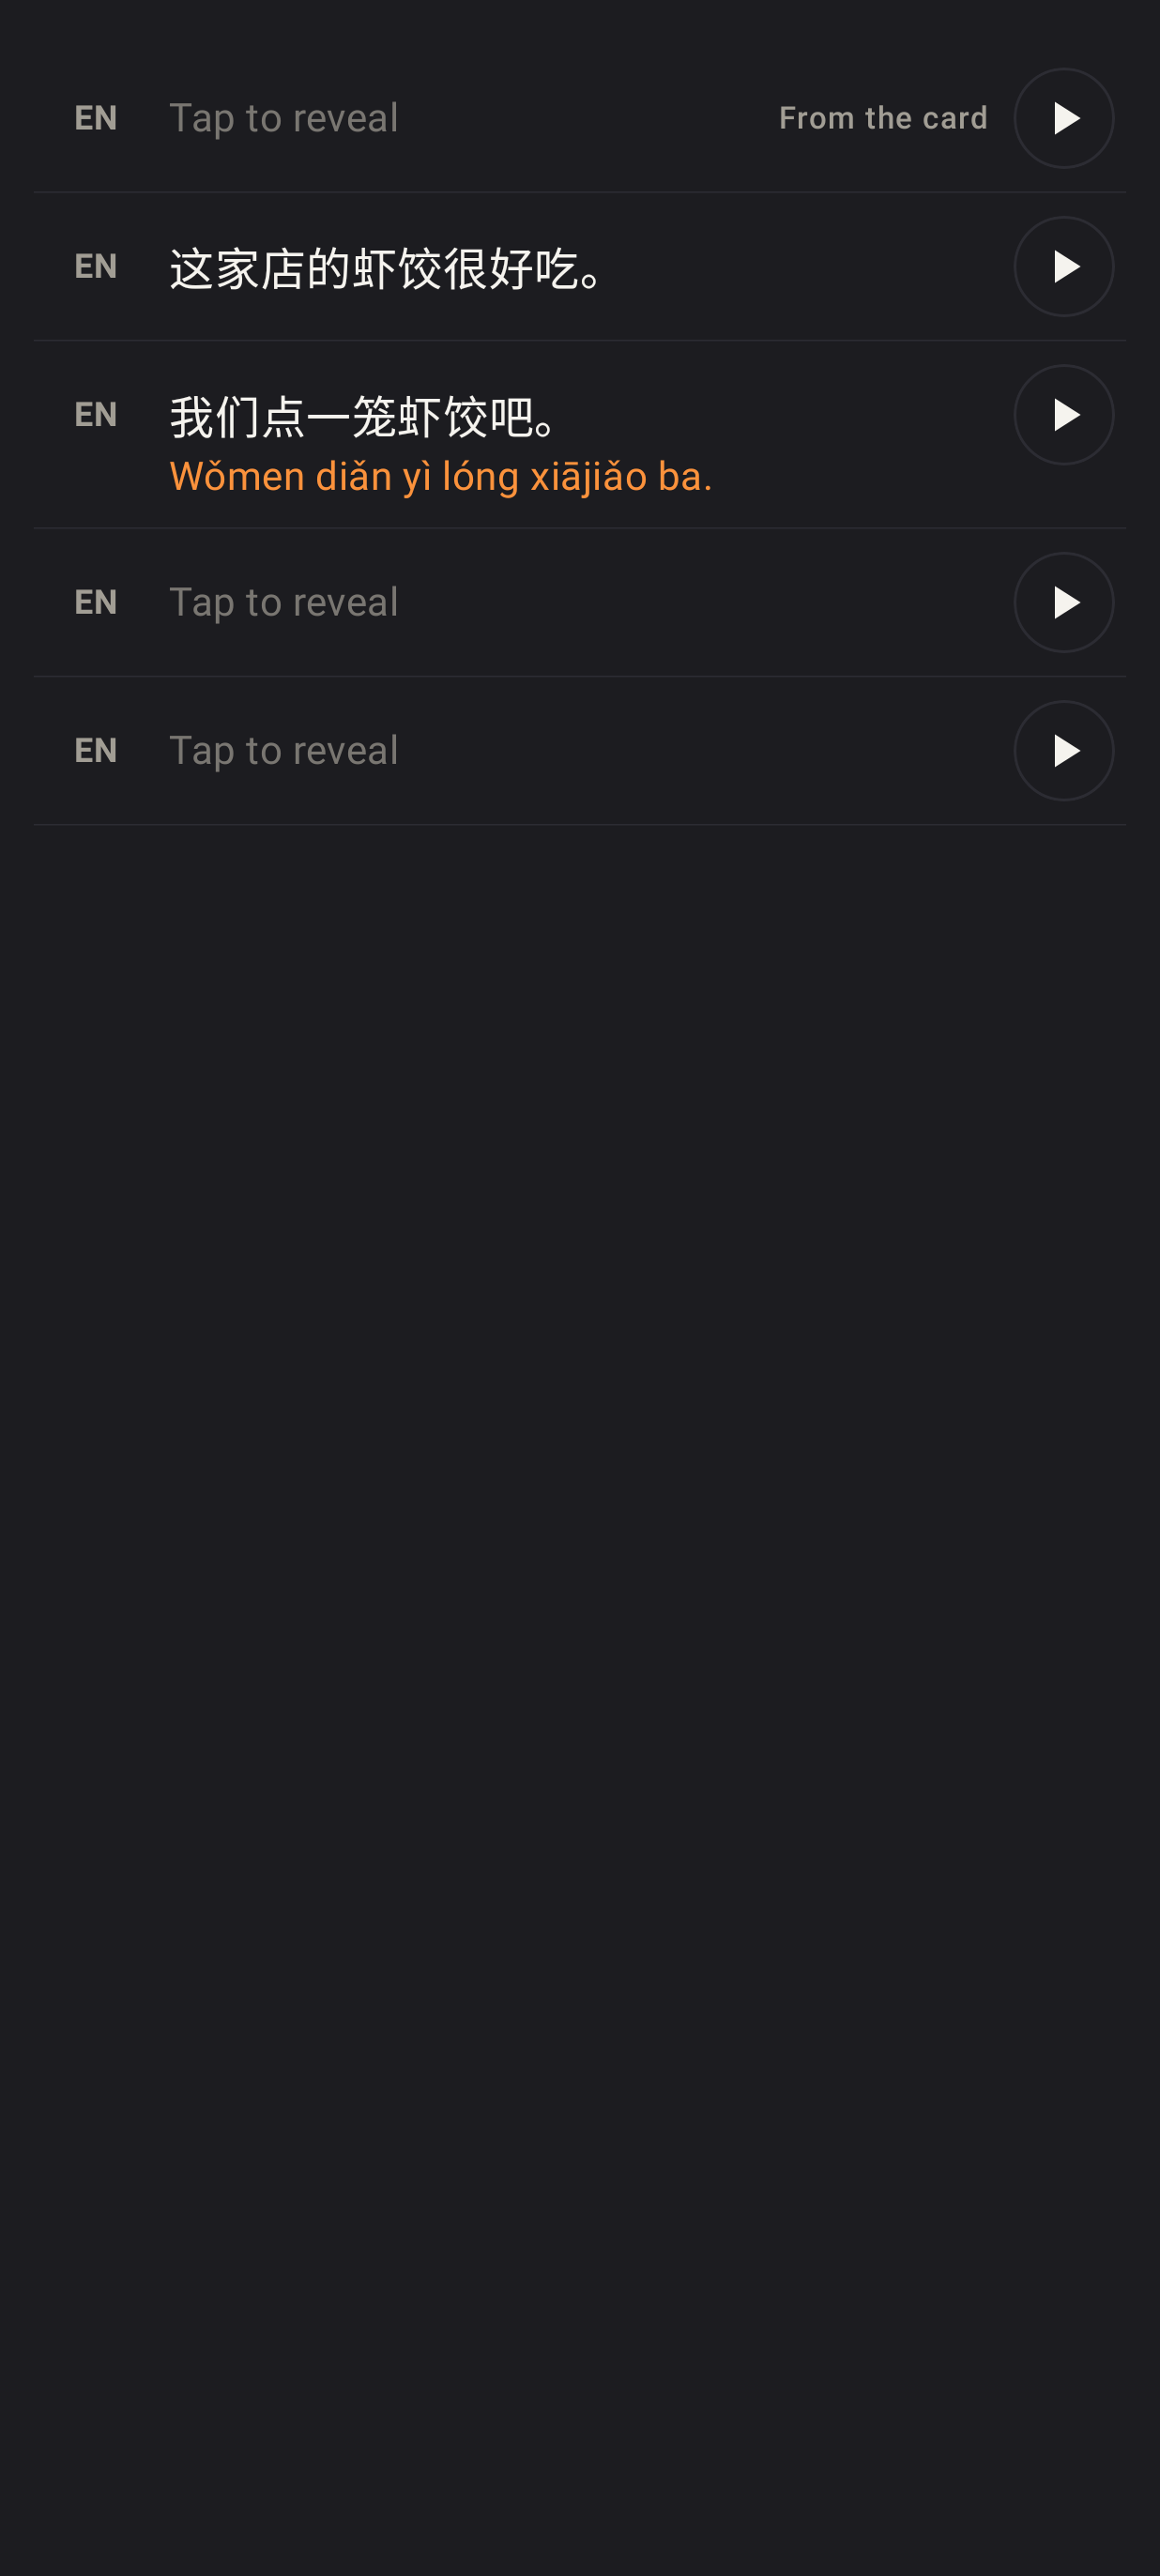 EN Tap to reveal From the card
EN 这家店的虾饺很好吃。
EN 我们点一笼虾饺吧。
Wǒmen diǎn yì lóng xiājiǎo ba.
EN Tap to reveal
EN Tap to reveal